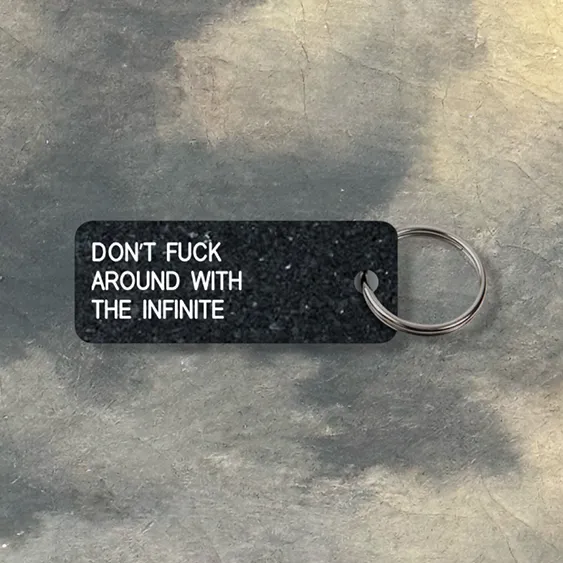 DON'T FUCK
AROUND WITH
THE INFINITE